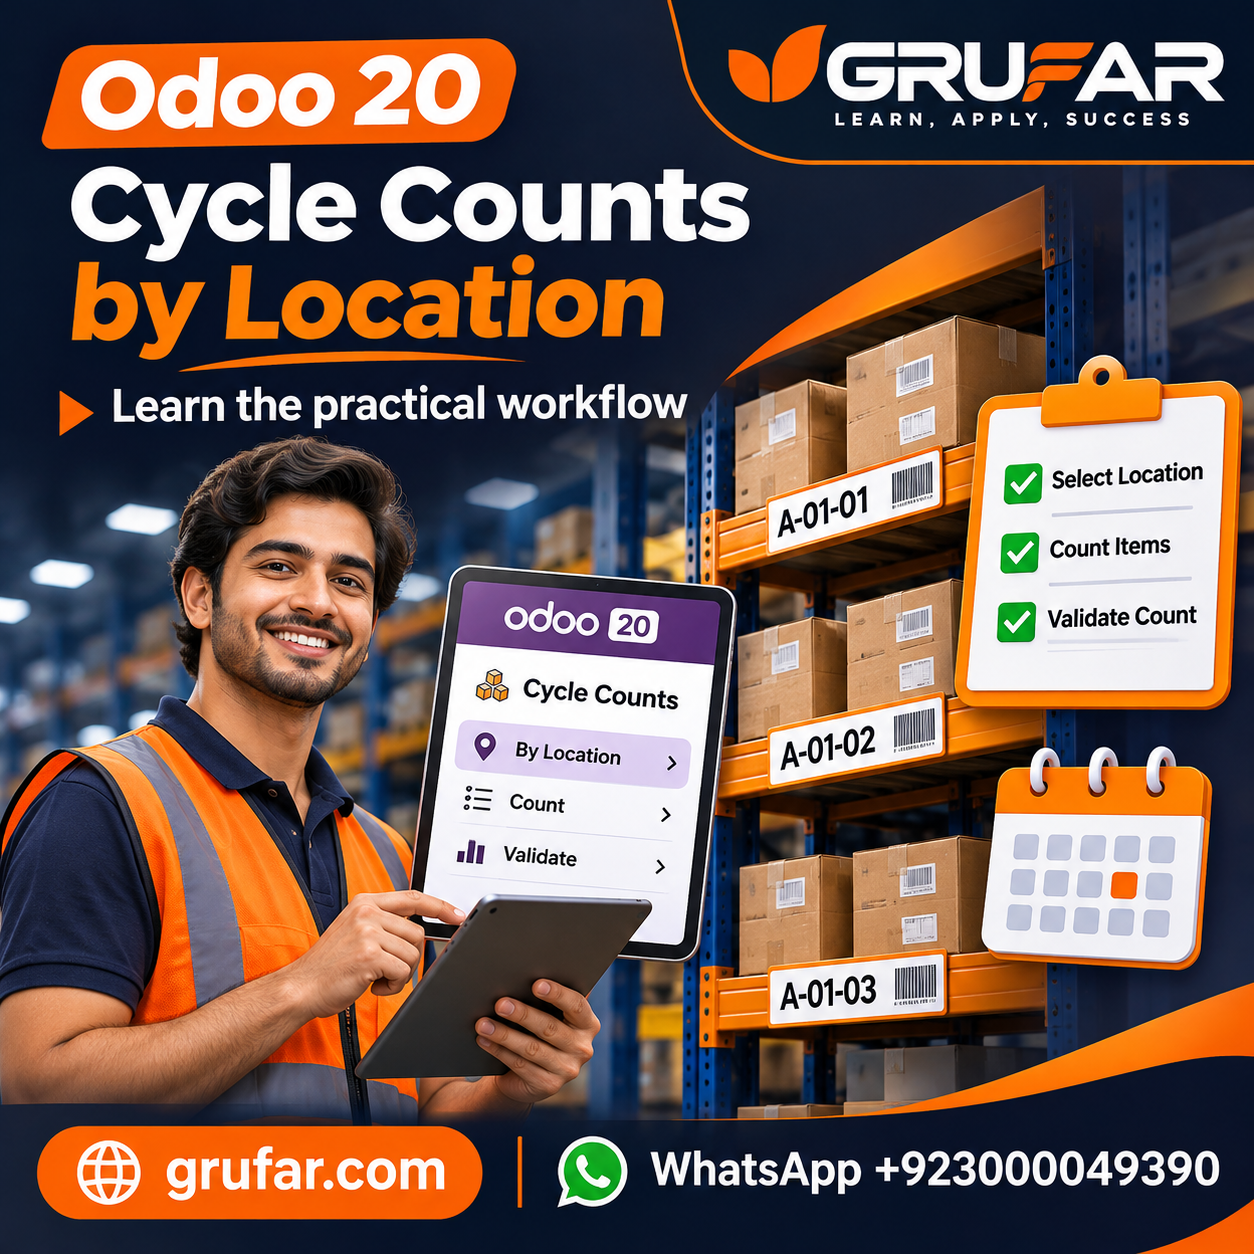 Odoo 20
GRUFAR
LEARN, APPLY, SUCCESS
Cycle Counts
by Location
Learn the practical workflow
Select Location
Count Items
Validate Count
A-01-01
A-01-02
A-01-03
odoo 20
Cycle Counts
By Location
Count
Validate
grufar.com
WhatsApp +923000049390